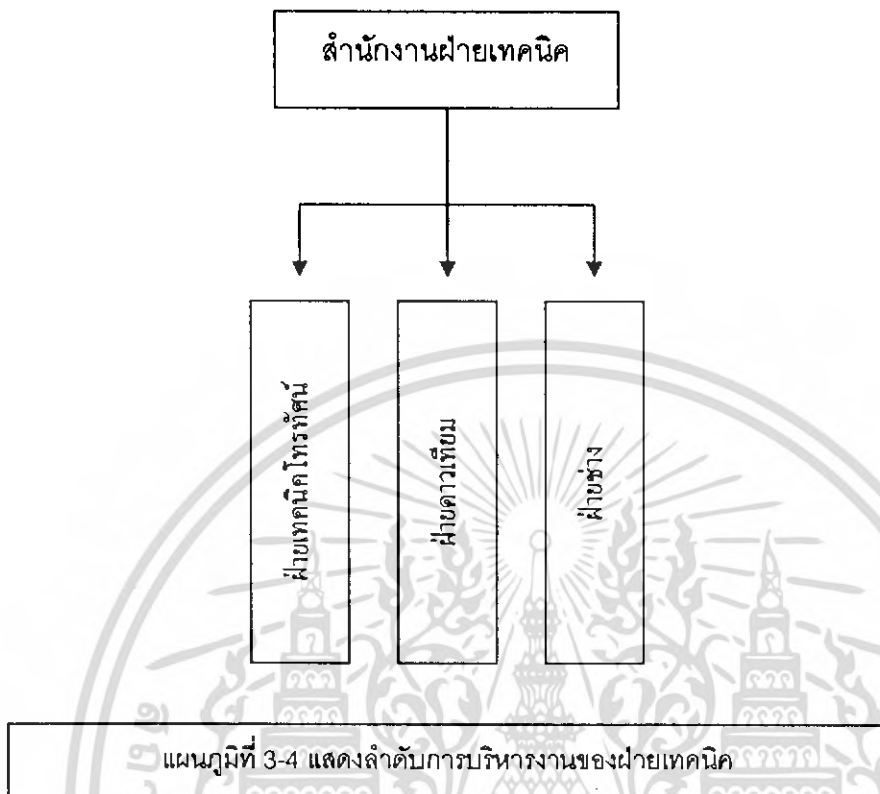 สำนักงานฝ่ายเทคนิค
ฝ่ายเทคนิคโทรทัศน์
ฝ่ายดาวเทียม
ฝ่ายช่าง
แผนภูมิที่ 3-4 แสดงลำดับการบริหารงานของฝ่ายเทคนิค